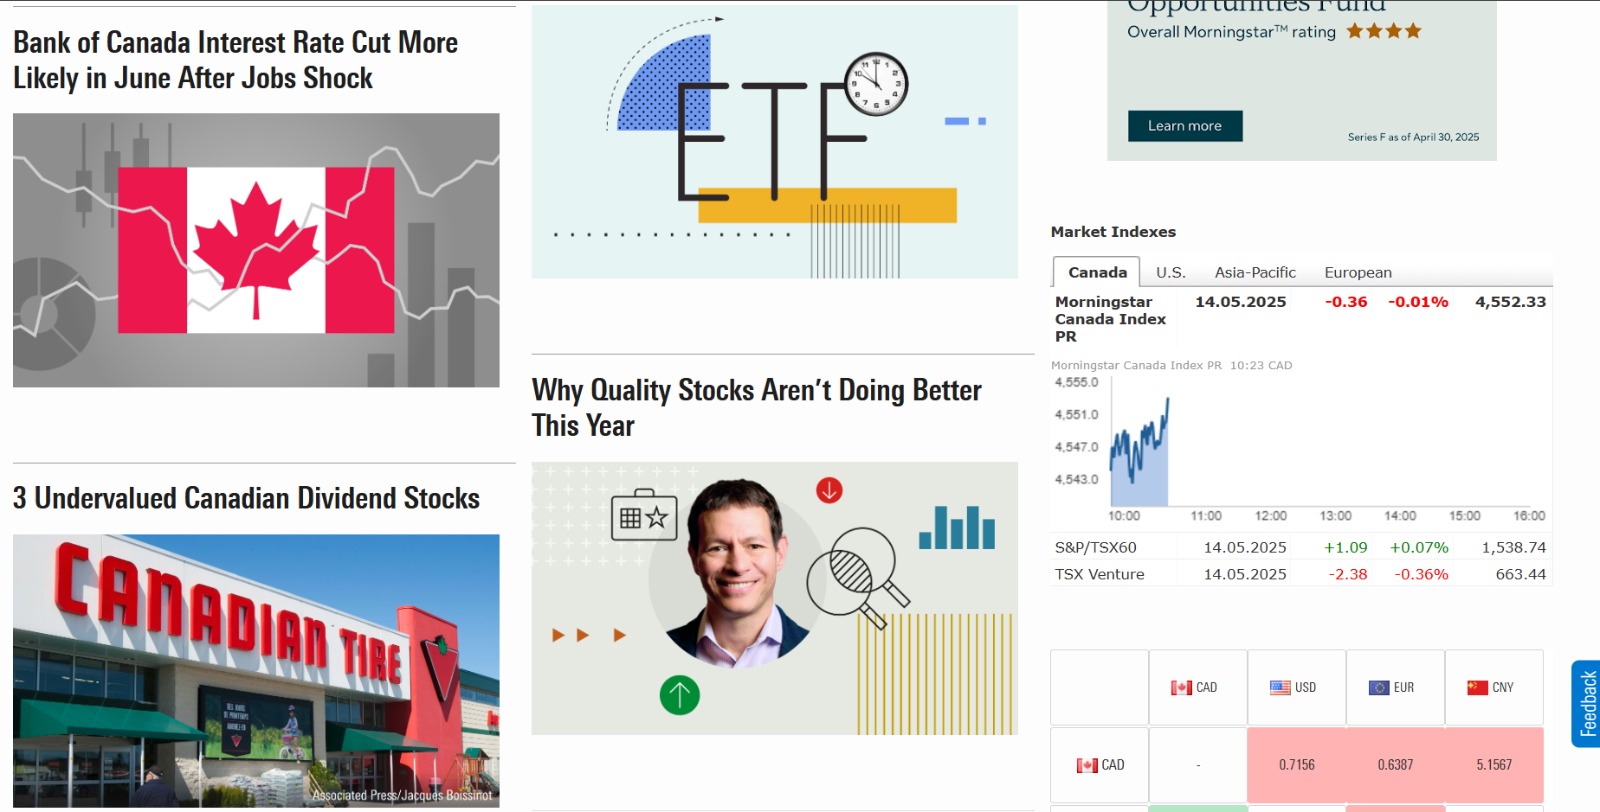 Bank of Canada Interest Rate Cut More
Likely in June After Jobs Shock
3 Undervalued Canadian Dividend Stocks
CANADIAN TIRE
Associated Press/Jacques Boissinot
ETF
Why Quality Stocks Aren’t Doing Better
This Year
Opportunities Fund
Overall Morningstar™ rating
Learn more
Series F as of April 30, 2025
Market Indexes
Canada U.S. Asia-Pacific European
Morningstar 14.05.2025 -0.36 -0.01% 4,552.33
Canada Index
PR
Morningstar Canada Index PR 10:23 CAD
4,555.0
4,551.0
4,547.0
4,543.0
10:00 11:00 12:00 13:00 14:00 15:00 16:00
S&P/TSX60 14.05.2025 +1.09 +0.07% 1,538.74
TSX Venture 14.05.2025 -2.38 -0.36% 663.44
CAD USD EUR CNY
CAD - 0.7156 0.6387 5.1567
Feedback